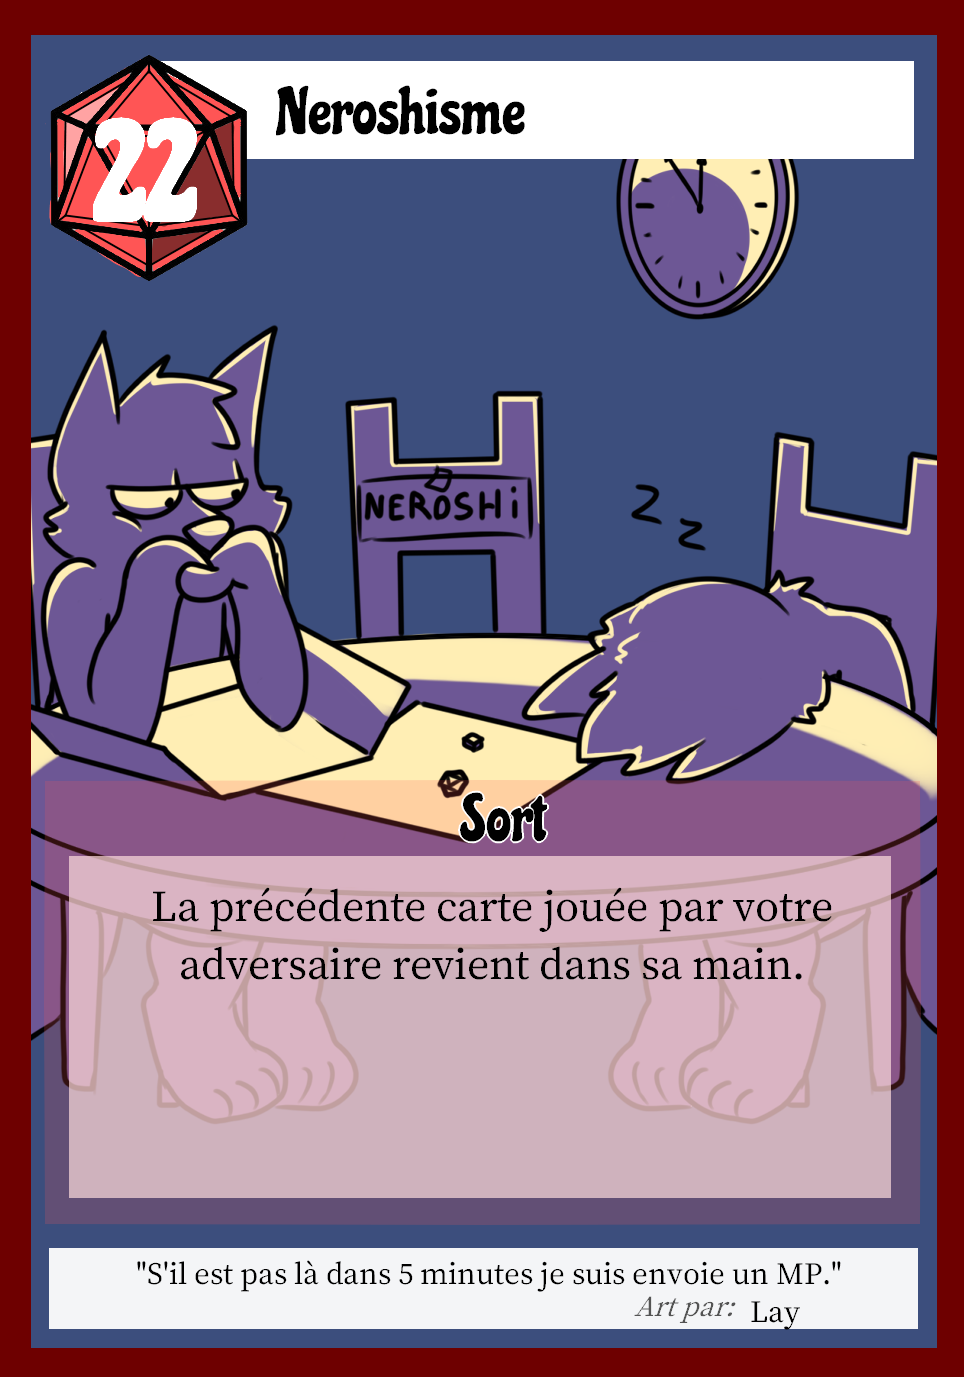 22
Neroshisme
NEROSHi
z
z
Sort
La précédente carte jouée par votre
adversaire revient dans sa main.
"S'il est pas là dans 5 minutes je suis envoie un MP."
Art par: Lay